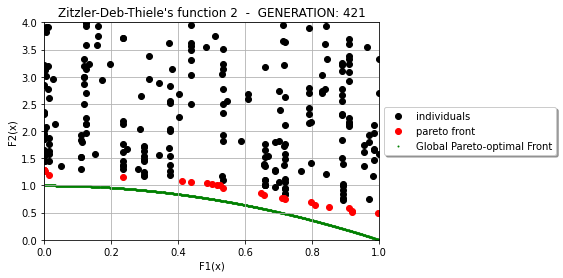 Zitzler-Deb-Thiele's function 2 - GENERATION: 421
4.0
3.5
3.0
2.5
2.0
1.5
1.0
0.5
0.0
F2(x)
0.0 0.2 0.4 0.6 0.8 1.0
F1(x)
individuals
pareto front
Global Pareto-optimal Front